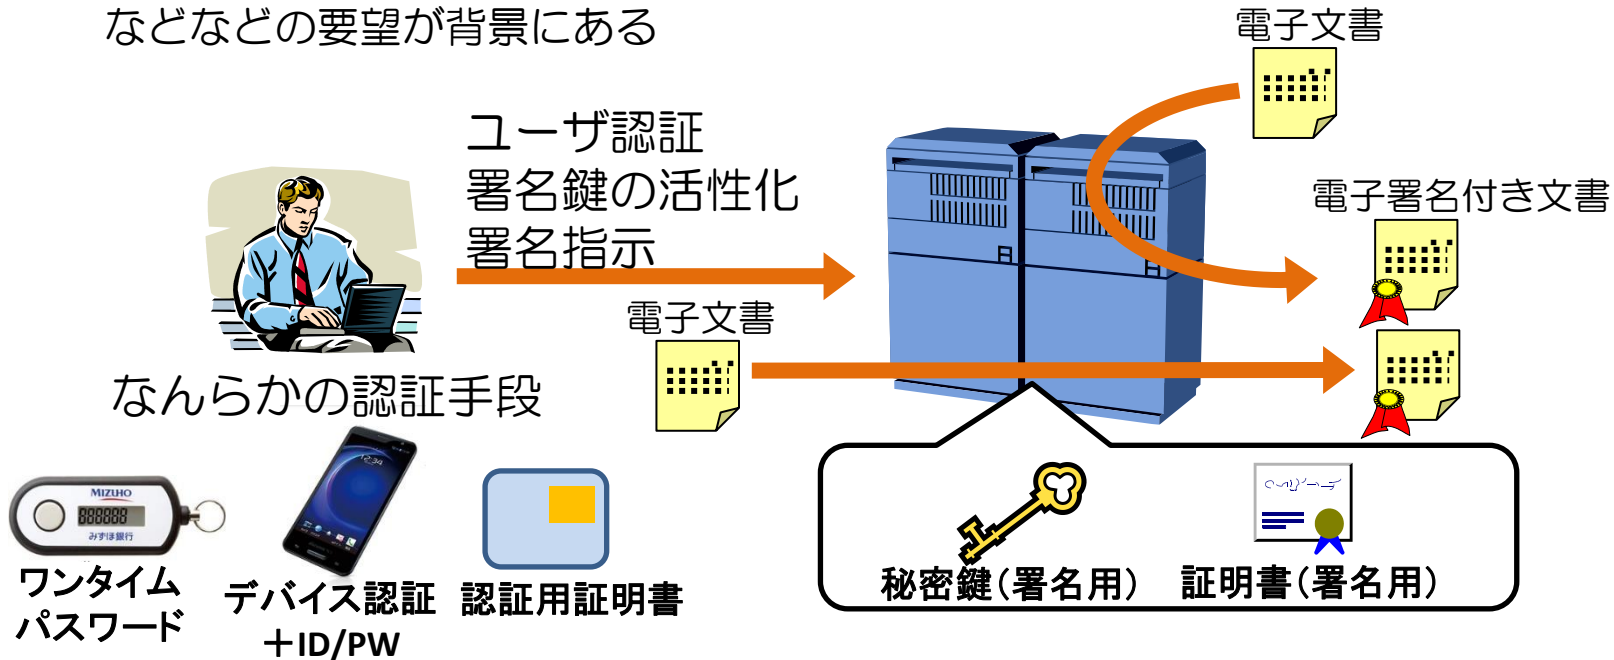 などなどの要望が背景にある
電子文書
ユーザ認証
署名鍵の活性化
署名指示
電子署名付き文書
電子文書
なんらかの認証手段
MIZUHO
888888
みずほ銀行
12:34
ワンタイム
パスワード
デバイス認証
＋ID/PW
認証用証明書
秘密鍵（署名用）
証明書（署名用）